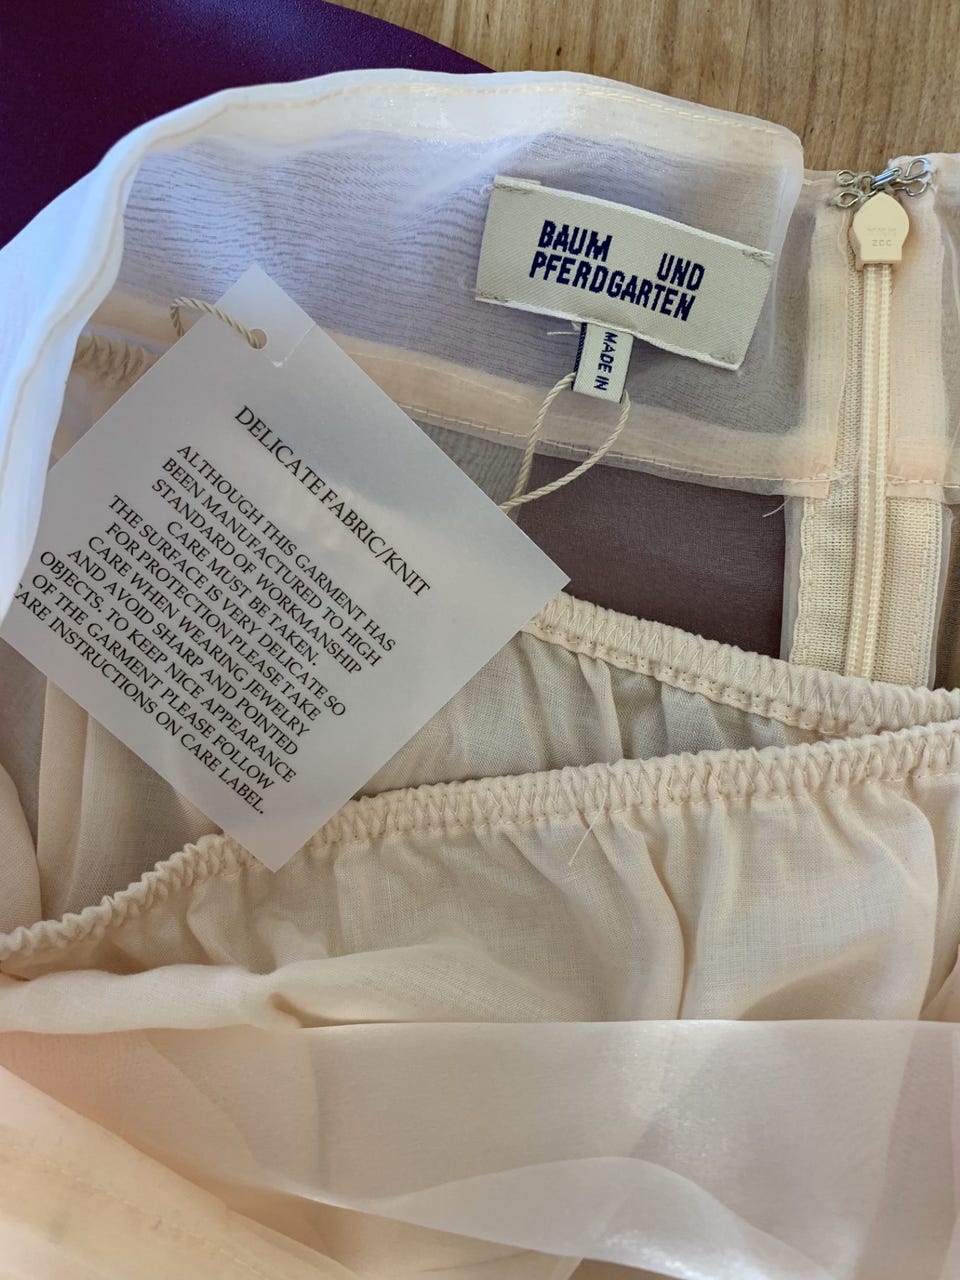 BAUM UND
PFERDGARTEN
MADE IN
DELICATE FABRIC/KNIT
ALTHOUGH THIS GARMENT HAS
BEEN MANUFACTURED TO HIGH
STANDARD OF WORKMANSHIP
CARE MUST BE TAKEN.
THE SURFACE IS VERY DELICATE SO
FOR PROTECTION PLEASE TAKE
CARE WHEN WEARING JEWELRY
AND AVOID SHARP AND POINTED
OBJECTS. TO KEEP NICE APPEARANCE
OF THE GARMENT PLEASE FOLLOW
CARE INSTRUCTIONS ON CARE LABEL.